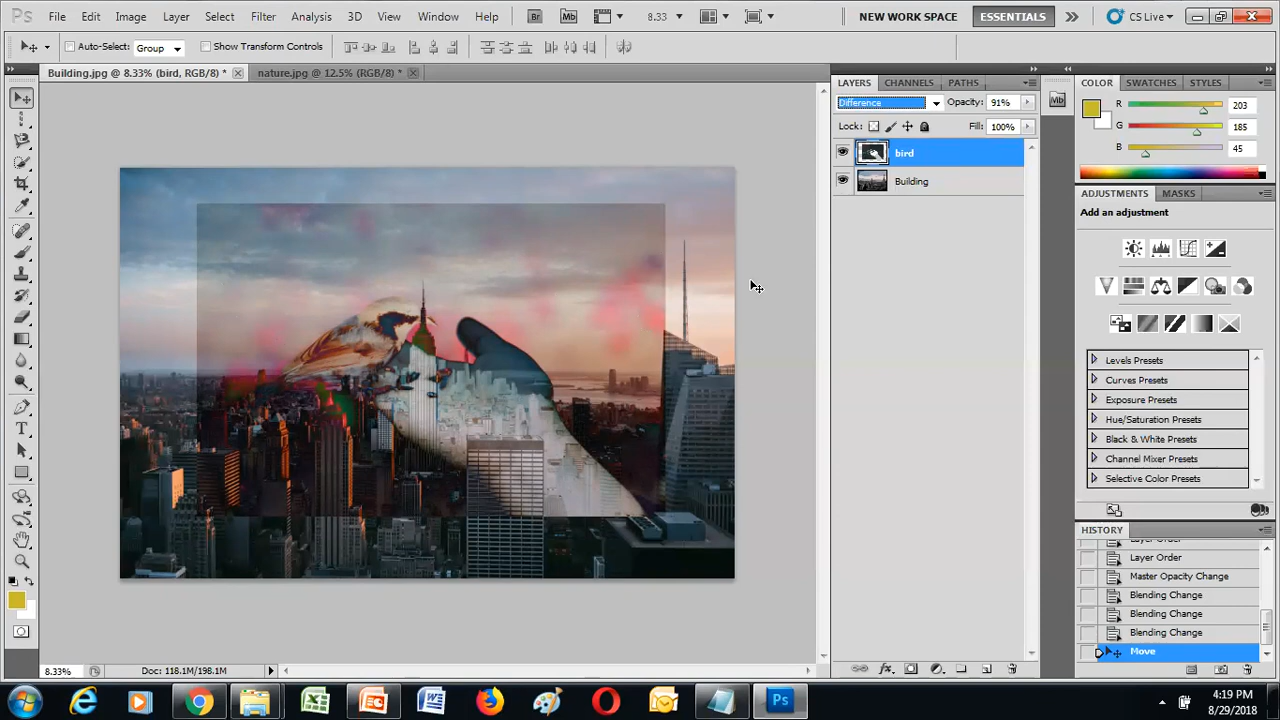 Ps File Edit Image Layer Select Filter Analysis 3D View Window Help Br Mb 8.33 NEW WORK SPACE ESSENTIALS CS Live
Auto-Select: Group Show Transform Controls
Building.jpg @ 8.33% (bird, RGB/8) * nature.jpg @ 12.5% (RGB/8) *
LAYERS CHANNELS PATHS
Difference Opacity: 91%
Lock: Fill: 100%
bird
Building
Mb
COLOR SWATCHES STYLES
R 203
G 185
B 45
ADJUSTMENTS MASKS
Add an adjustment
Levels Presets
Curves Presets
Exposure Presets
Hue/Saturation Presets
Black & White Presets
Channel Mixer Presets
Selective Color Presets
HISTORY
Layer Order
Layer Order
Master Opacity Change
Blending Change
Blending Change
Blending Change
Move
8.33% Doc: 118.1M/198.1M
fx
Ps
4:19 PM
8/29/2018